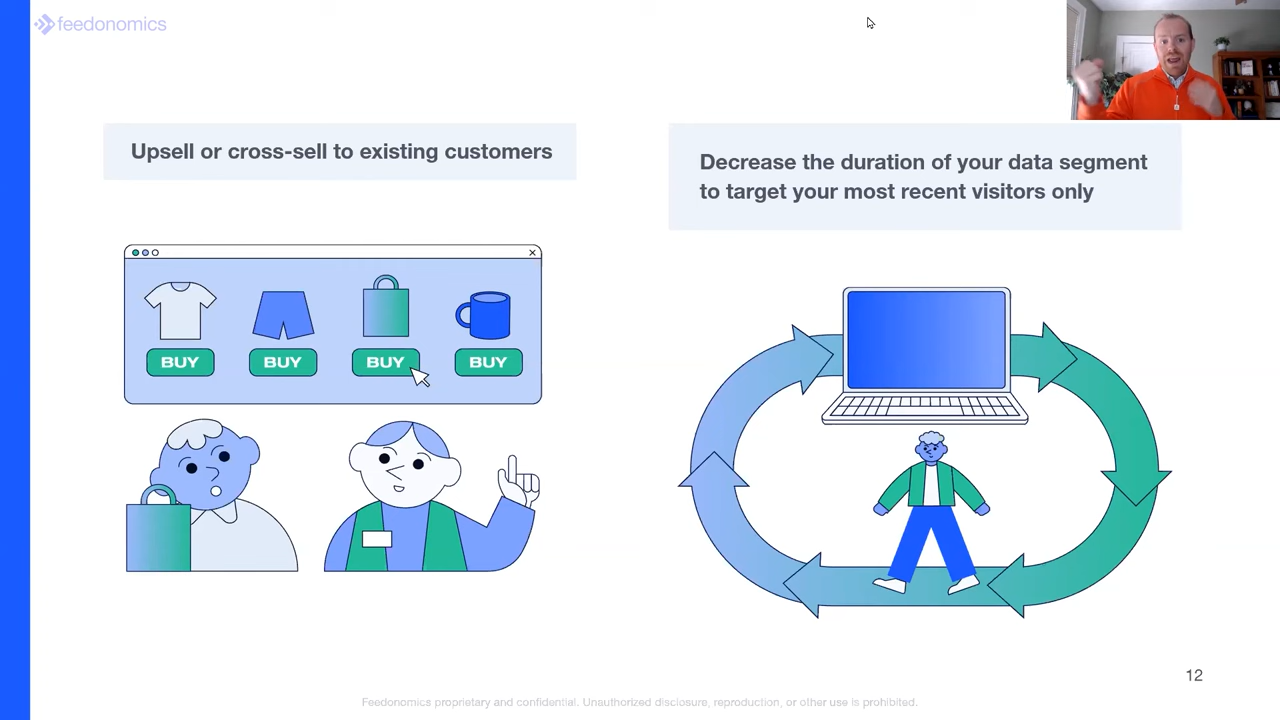 feedonomics
Upsell or cross-sell to existing customers
BUY
BUY
BUY
BUY
Decrease the duration of your data segment
to target your most recent visitors only
12
Feedonomics proprietary and confidential. Unauthorized disclosure, reproduction, or other use is prohibited.